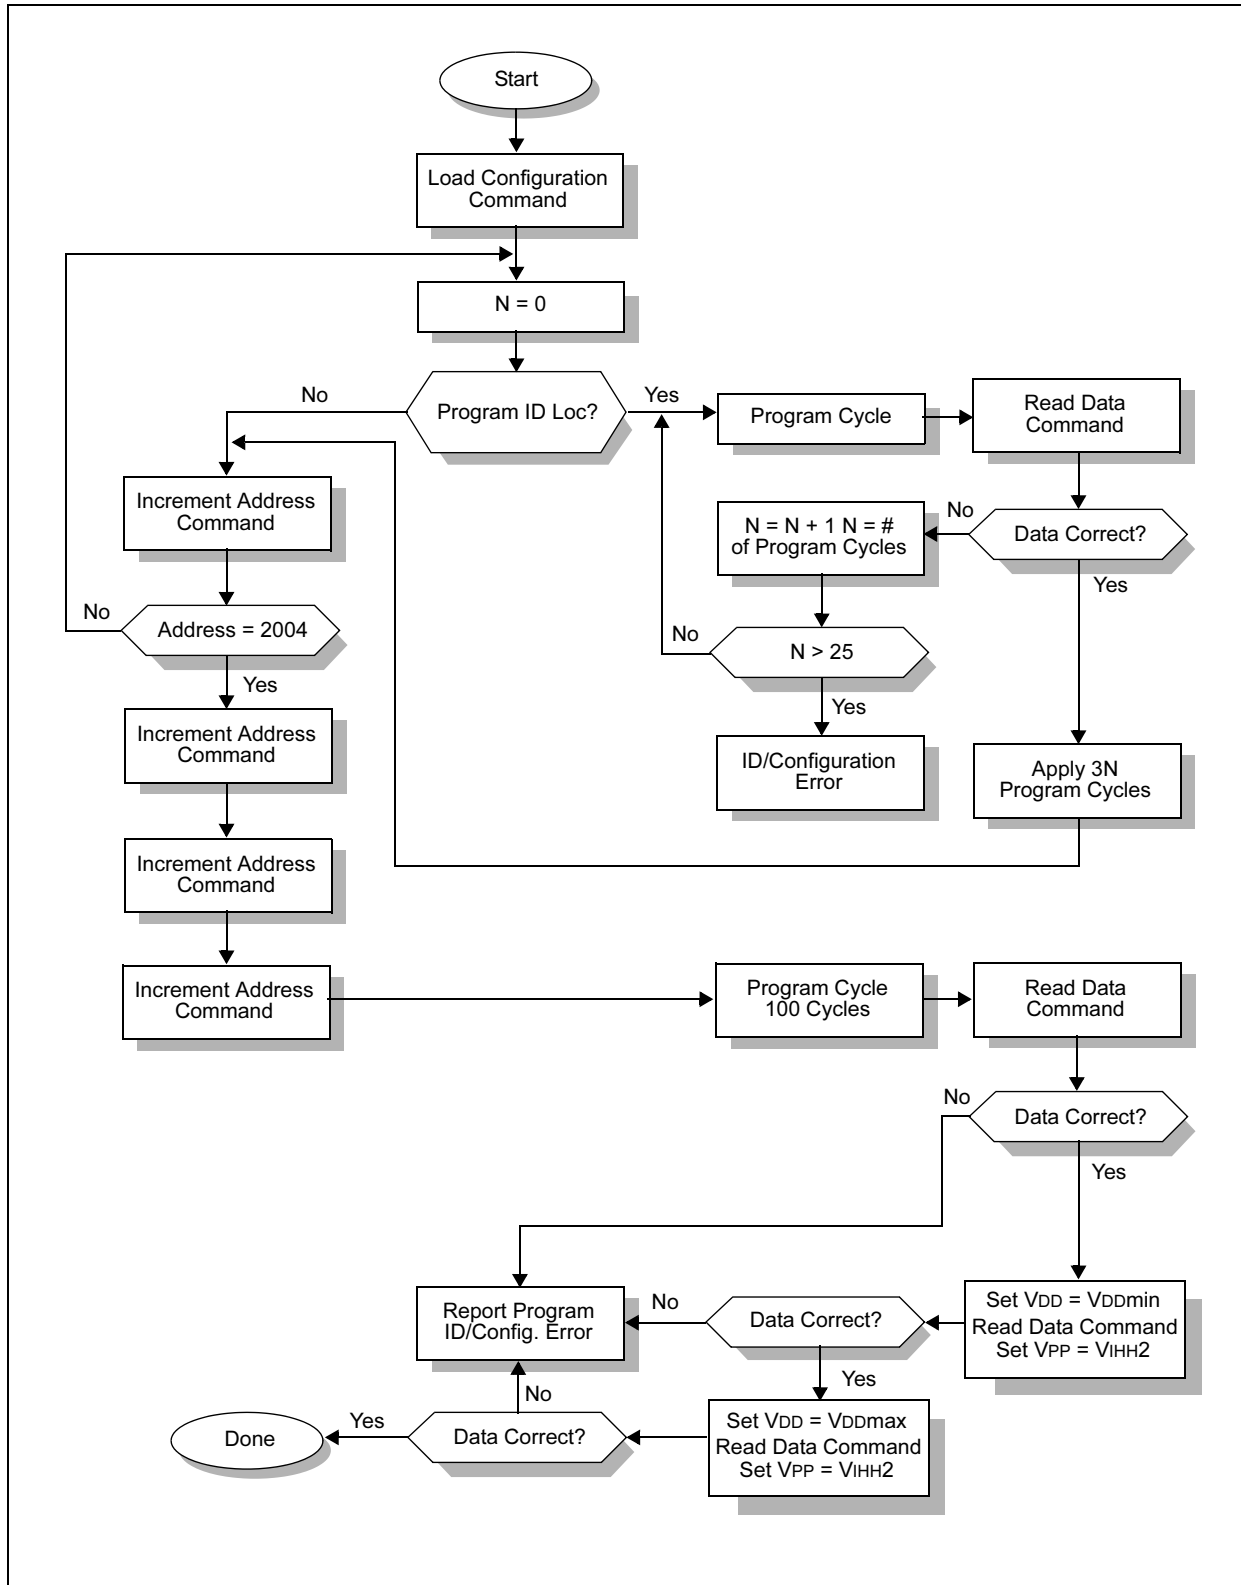 Start
Load Configuration
Command
N = 0
No
Program ID Loc?
Yes
Program Cycle
Read Data
Command
Increment Address
Command
N = N + 1 N = #
of Program Cycles
No
Data Correct?
Yes
No
Address = 2004
Yes
No
N > 25
Yes
Increment Address
Command
ID/Configuration
Error
Apply 3N
Program Cycles
Increment Address
Command
Increment Address
Command
Program Cycle
100 Cycles
Read Data
Command
No
Data Correct?
Yes
Report Program
ID/Config. Error
No
Data Correct?
Yes
Set VDD = VDDmin
Read Data Command
Set VPP = VIHH2
Done
Yes
Data Correct?
No
Set VDD = VDDmax
Read Data Command
Set VPP = VIHH2